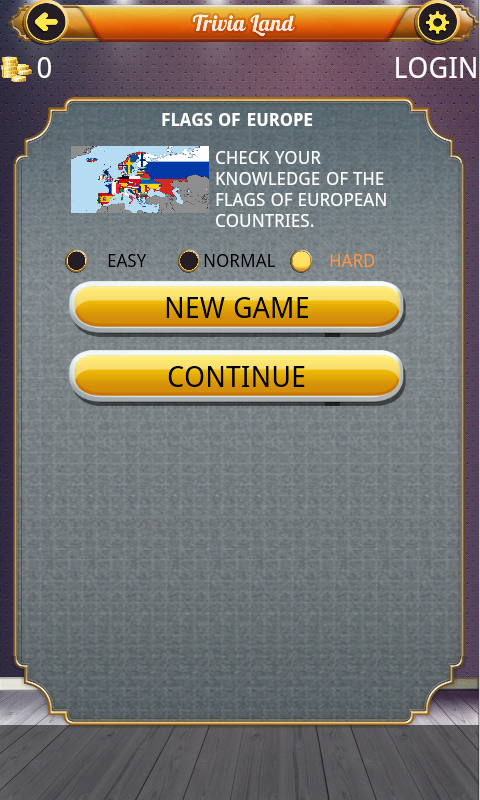 Trivia Land
0
LOGIN
FLAGS OF EUROPE
CHECK YOUR
KNOWLEDGE OF THE
FLAGS OF EUROPEAN
COUNTRIES.
EASY NORMAL HARD
NEW GAME
CONTINUE